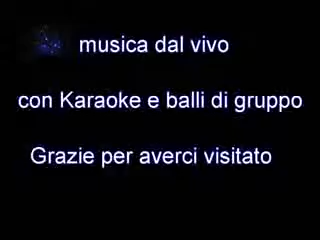 musica dal vivo
con Karaoke e balli di gruppo
Grazie per averci visitato